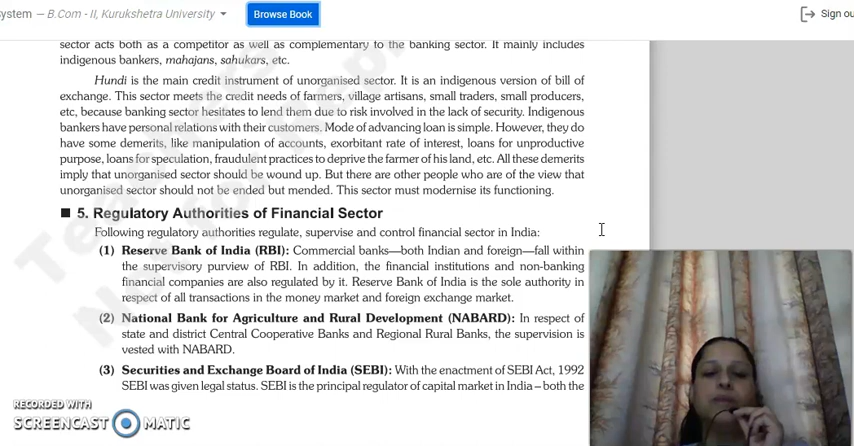 ystem — B.Com - II, Kurukshetra University
Browse Book
Sign ou
sector acts both as a competitor as well as complementary to the banking sector. It mainly includes
indigenous bankers, mahajans, sahukars, etc.
Hundi is the main credit instrument of unorganised sector. It is an indigenous version of bill of
exchange. This sector meets the credit needs of farmers, village artisans, small traders, small producers,
etc, because banking sector hesitates to lend them due to risk involved in the lack of security. Indigenous
bankers have personal relations with their customers. Mode of advancing loan is simple. However, they do
have some demerits, like manipulation of accounts, exorbitant rate of interest, loans for unproductive
purpose, loans for speculation, fraudulent practices to deprive the farmer of his land, etc. All these demerits
imply that unorganised sector should be wound up. But there are other people who are of the view that
unorganised sector should not be ended but mended. This sector must modernise its functioning.
■ 5. Regulatory Authorities of Financial Sector
Following regulatory authorities regulate, supervise and control financial sector in India:
(1) Reserve Bank of India (RBI): Commercial banks—both Indian and foreign—fall within
the supervisory purview of RBI. In addition, the financial institutions and non-banking
financial companies are also regulated by it. Reserve Bank of India is the sole authority in
respect of all transactions in the money market and foreign exchange market.
(2) National Bank for Agriculture and Rural Development (NABARD): In respect of
state and district Central Cooperative Banks and Regional Rural Banks, the supervision is
vested with NABARD.
(3) Securities and Exchange Board of India (SEBI): With the enactment of SEBI Act, 1992
SEBI was given legal status. SEBI is the principal regulator of capital market in India – both the
RECORDED WITH
SCREENCAST MATIC